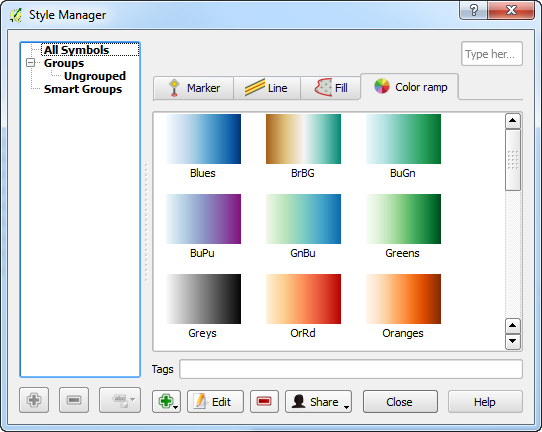 Style Manager
?
All Symbols
Groups
Ungrouped
Smart Groups
Type her...
Marker Line Fill Color ramp
Blues BrBG BuGn
BuPu GnBu Greens
Greys OrRd Oranges
Tags
abc Edit Share Close Help